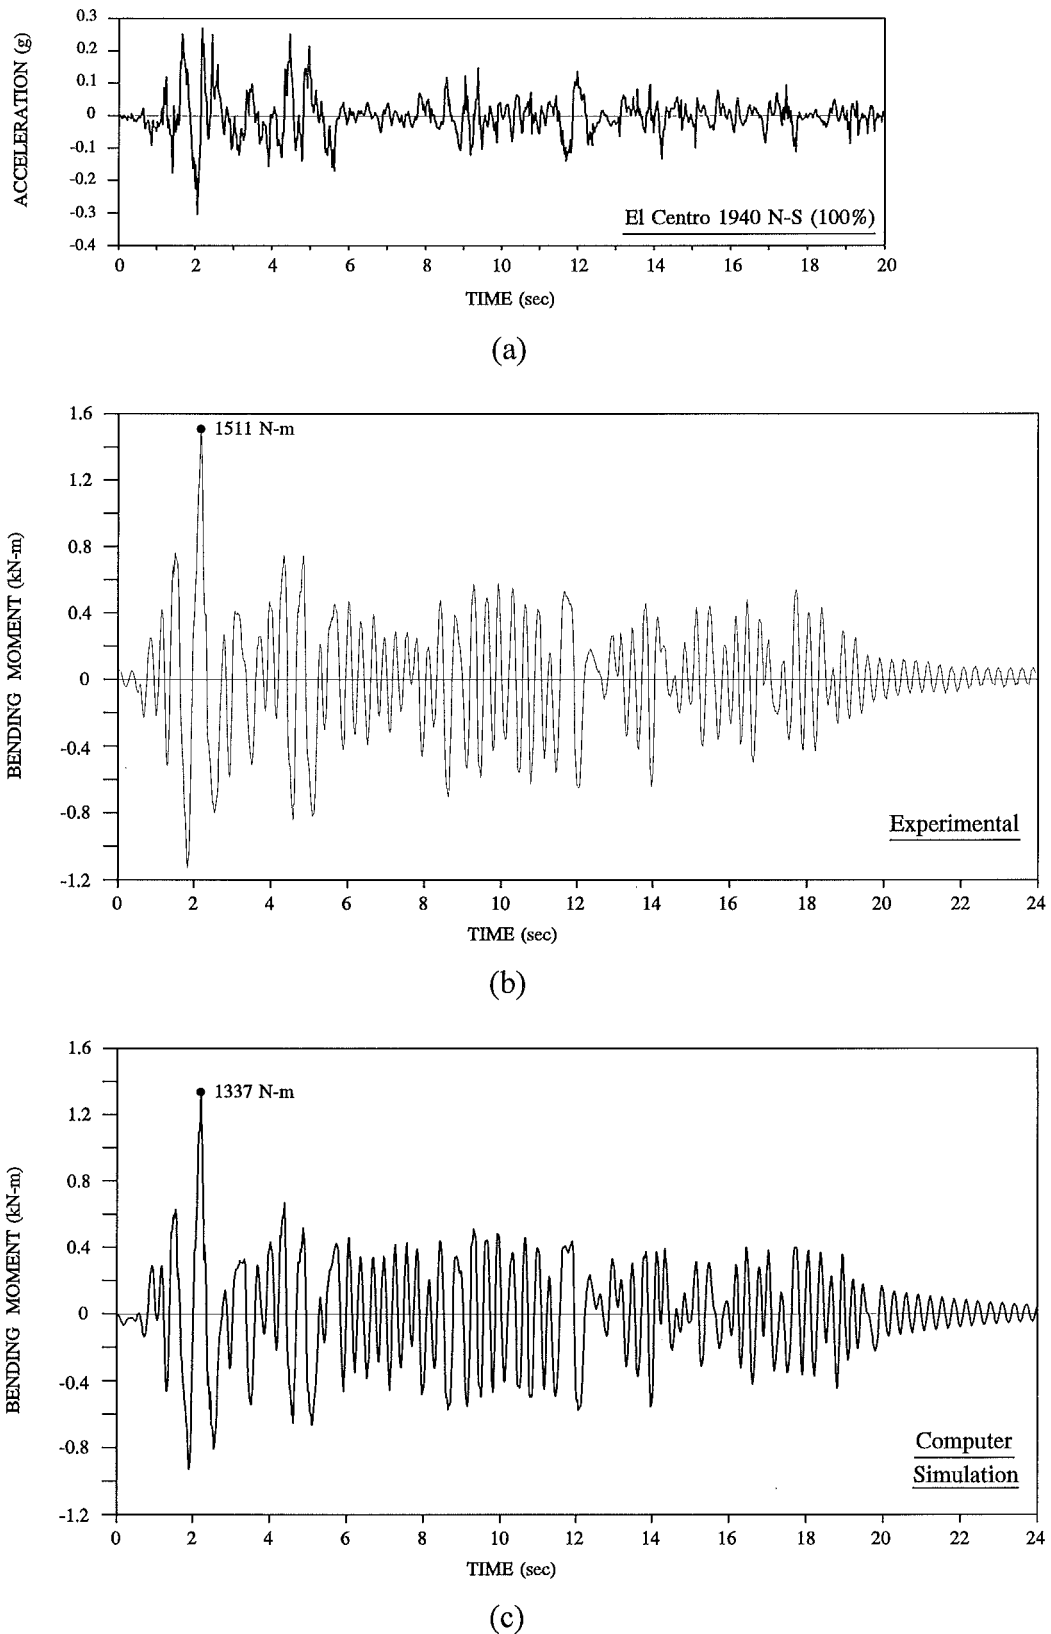 ACCELERATION (g)
0.3
0.2
0.1
0
-0.1
-0.2
-0.3
-0.4
El Centro 1940 N-S (100%)
0 2 4 6 8 10 12 14 16 18 20
TIME (sec)
(a)
BENDING MOMENT (kN-m)
1.6
1.2
0.8
0.4
0
-0.4
-0.8
-1.2
1511 N-m
Experimental
0 2 4 6 8 10 12 14 16 18 20 22 24
TIME (sec)
(b)
BENDING MOMENT (kN-m)
1.6
1.2
0.8
0.4
0
-0.4
-0.8
-1.2
1337 N-m
Computer
Simulation
0 2 4 6 8 10 12 14 16 18 20 22 24
TIME (sec)
(c)